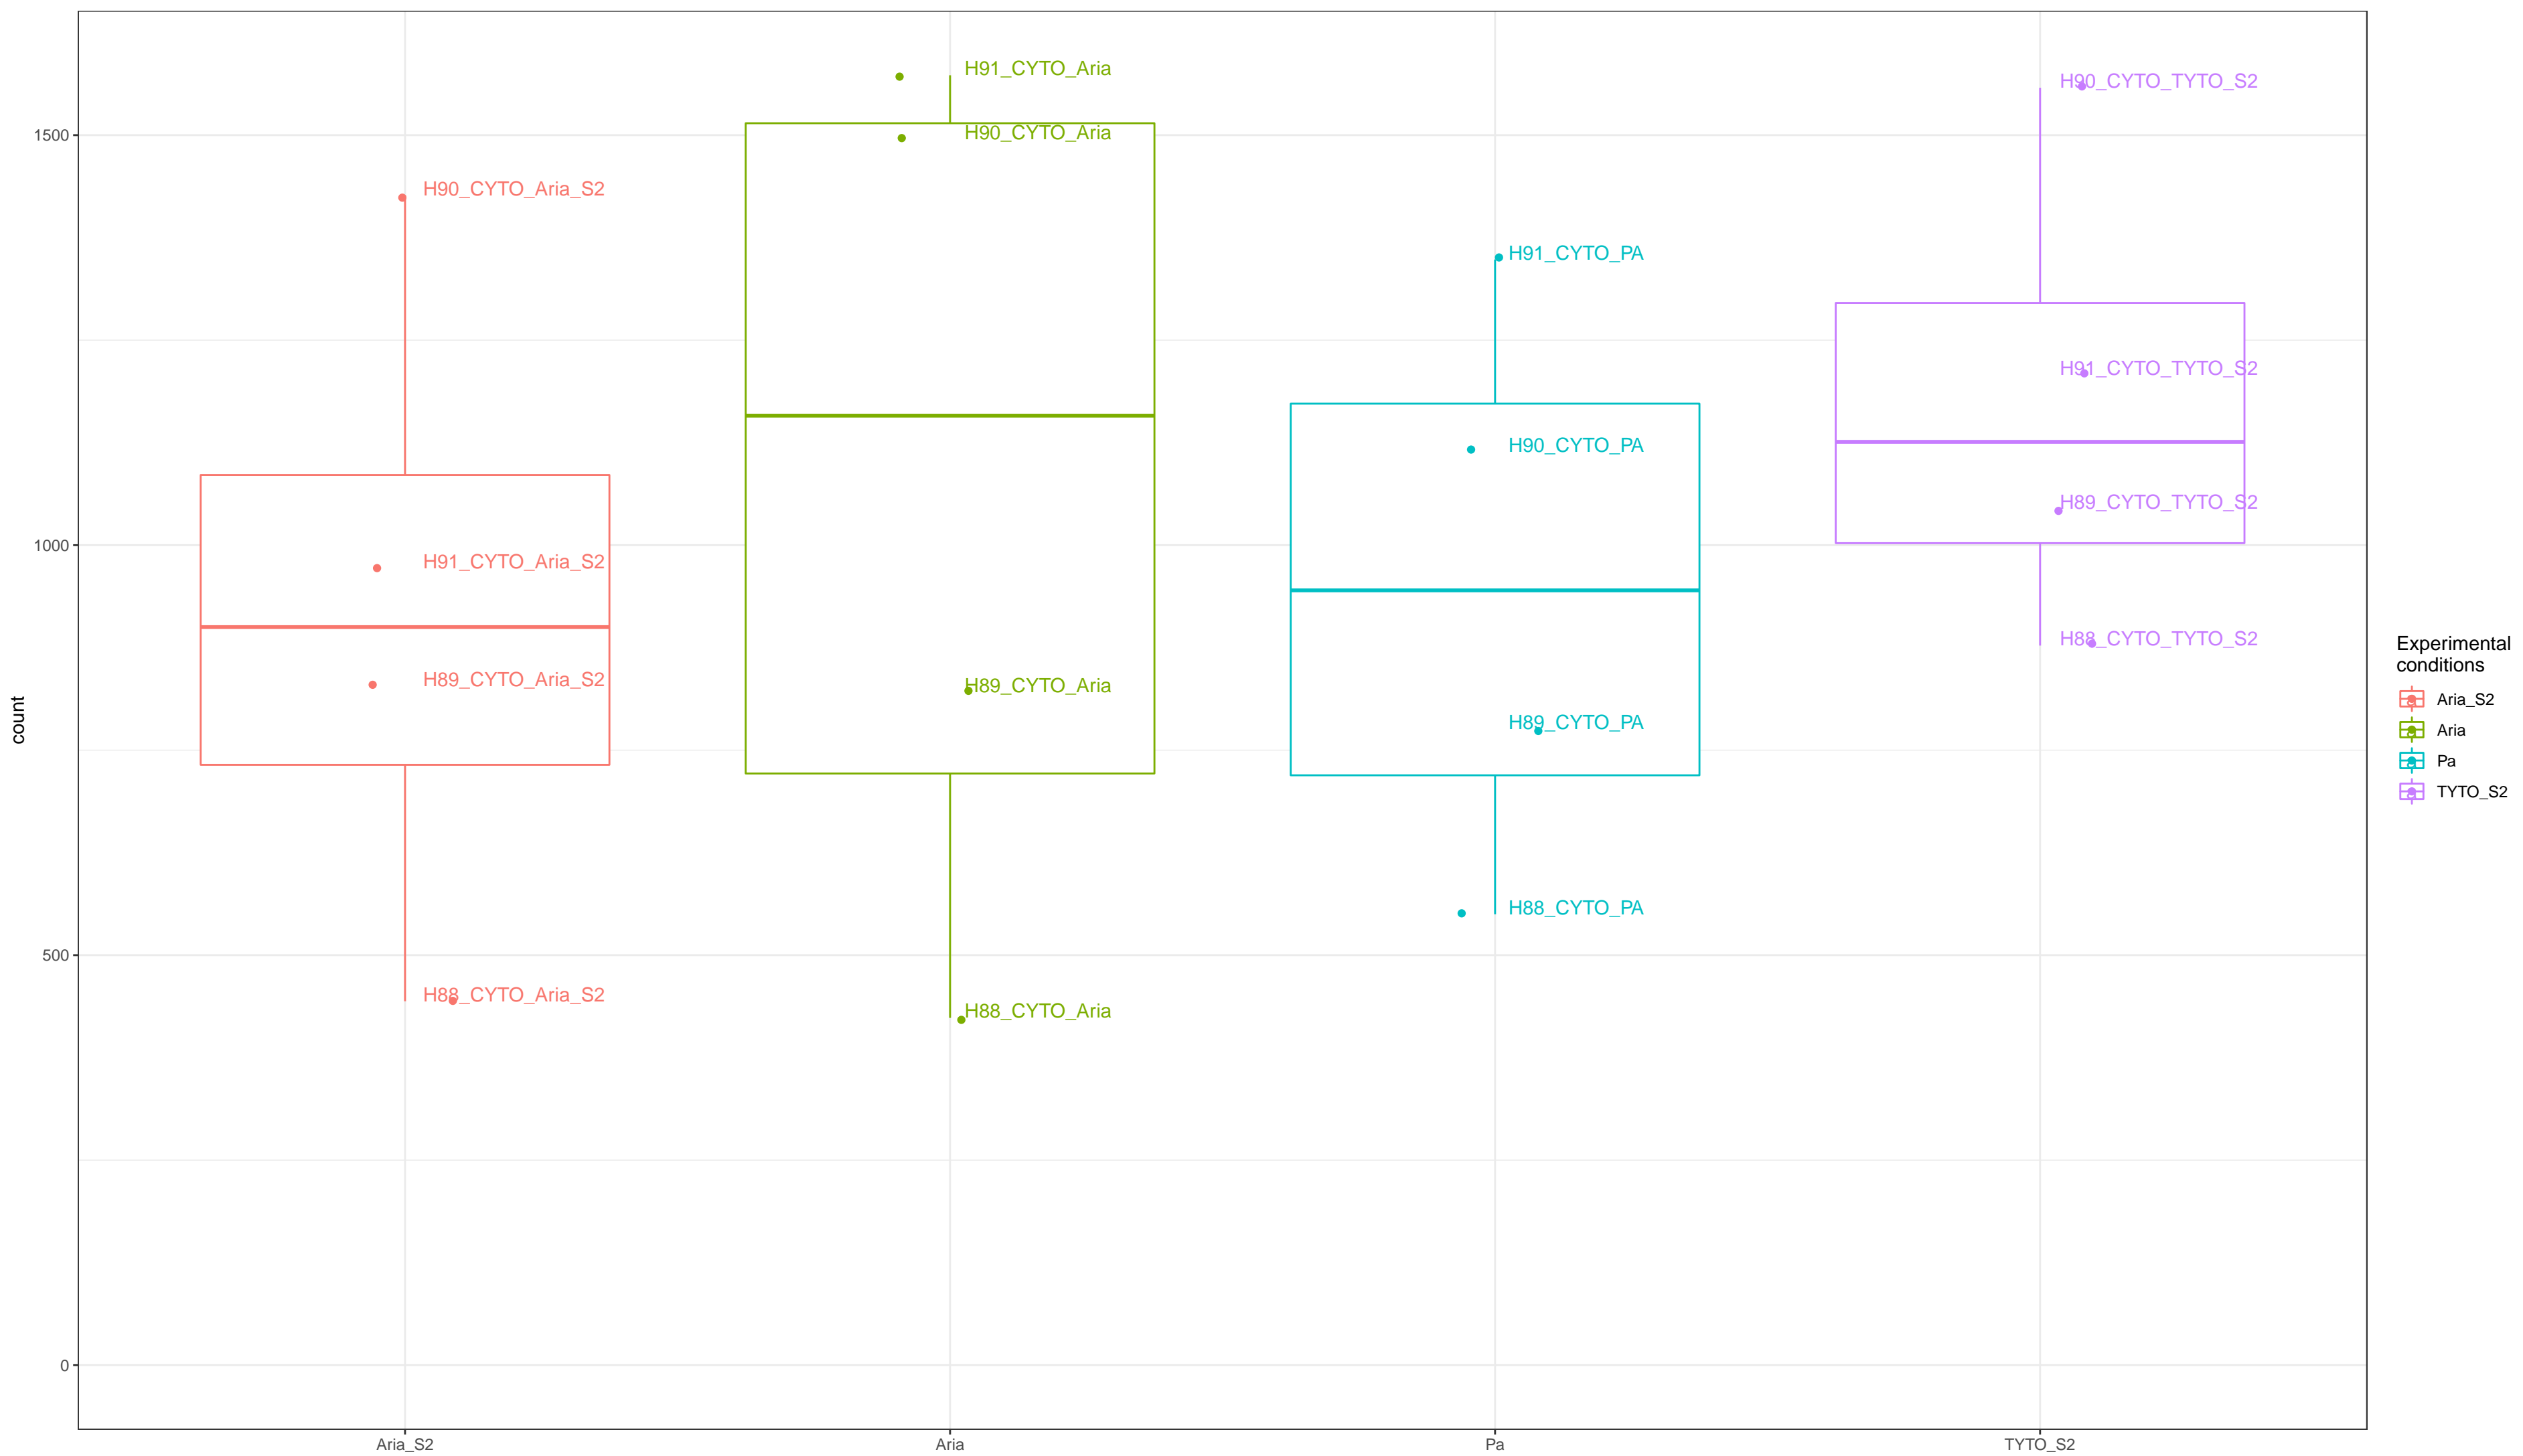 H91_CYTO_Aria
H90_CYTO_TYTO_S2
1500
H90_CYTO_Aria
H90_CYTO_Aria_S2
H91_CYTO_PA
H91_CYTO_TYTO_S2
H90_CYTO_PA
H89_CYTO_TYTO_S2
1000
H91_CYTO_Aria_S2
H88_CYTO_TYTO_S2
H89_CYTO_Aria_S2
H89_CYTO_Aria
H89_CYTO_PA
count
H88_CYTO_PA
500
H88_CYTO_Aria_S2
H88_CYTO_Aria
0
Aria_S2
Aria
Pa
TYTO_S2
Experimental
conditions
Aria_S2
Aria
Pa
TYTO_S2